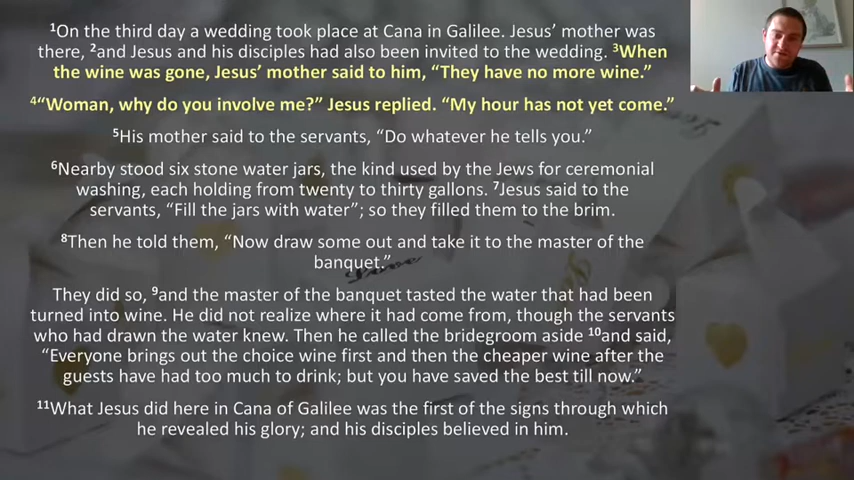 ¹On the third day a wedding took place at Cana in Galilee. Jesus’ mother was
there, ²and Jesus and his disciples had also been invited to the wedding. ³When
the wine was gone, Jesus’ mother said to him, “They have no more wine.”
⁴“Woman, why do you involve me?” Jesus replied. “My hour has not yet come.”
⁵His mother said to the servants, “Do whatever he tells you.”
⁶Nearby stood six stone water jars, the kind used by the Jews for ceremonial
washing, each holding from twenty to thirty gallons. ⁷Jesus said to the
servants, “Fill the jars with water”; so they filled them to the brim.
⁸Then he told them, “Now draw some out and take it to the master of the
banquet.”
They did so, ⁹and the master of the banquet tasted the water that had been
turned into wine. He did not realize where it had come from, though the servants
who had drawn the water knew. Then he called the bridegroom aside ¹⁰and said,
“Everyone brings out the choice wine first and then the cheaper wine after the
guests have had too much to drink; but you have saved the best till now.”
¹¹What Jesus did here in Cana of Galilee was the first of the signs through which
he revealed his glory; and his disciples believed in him.